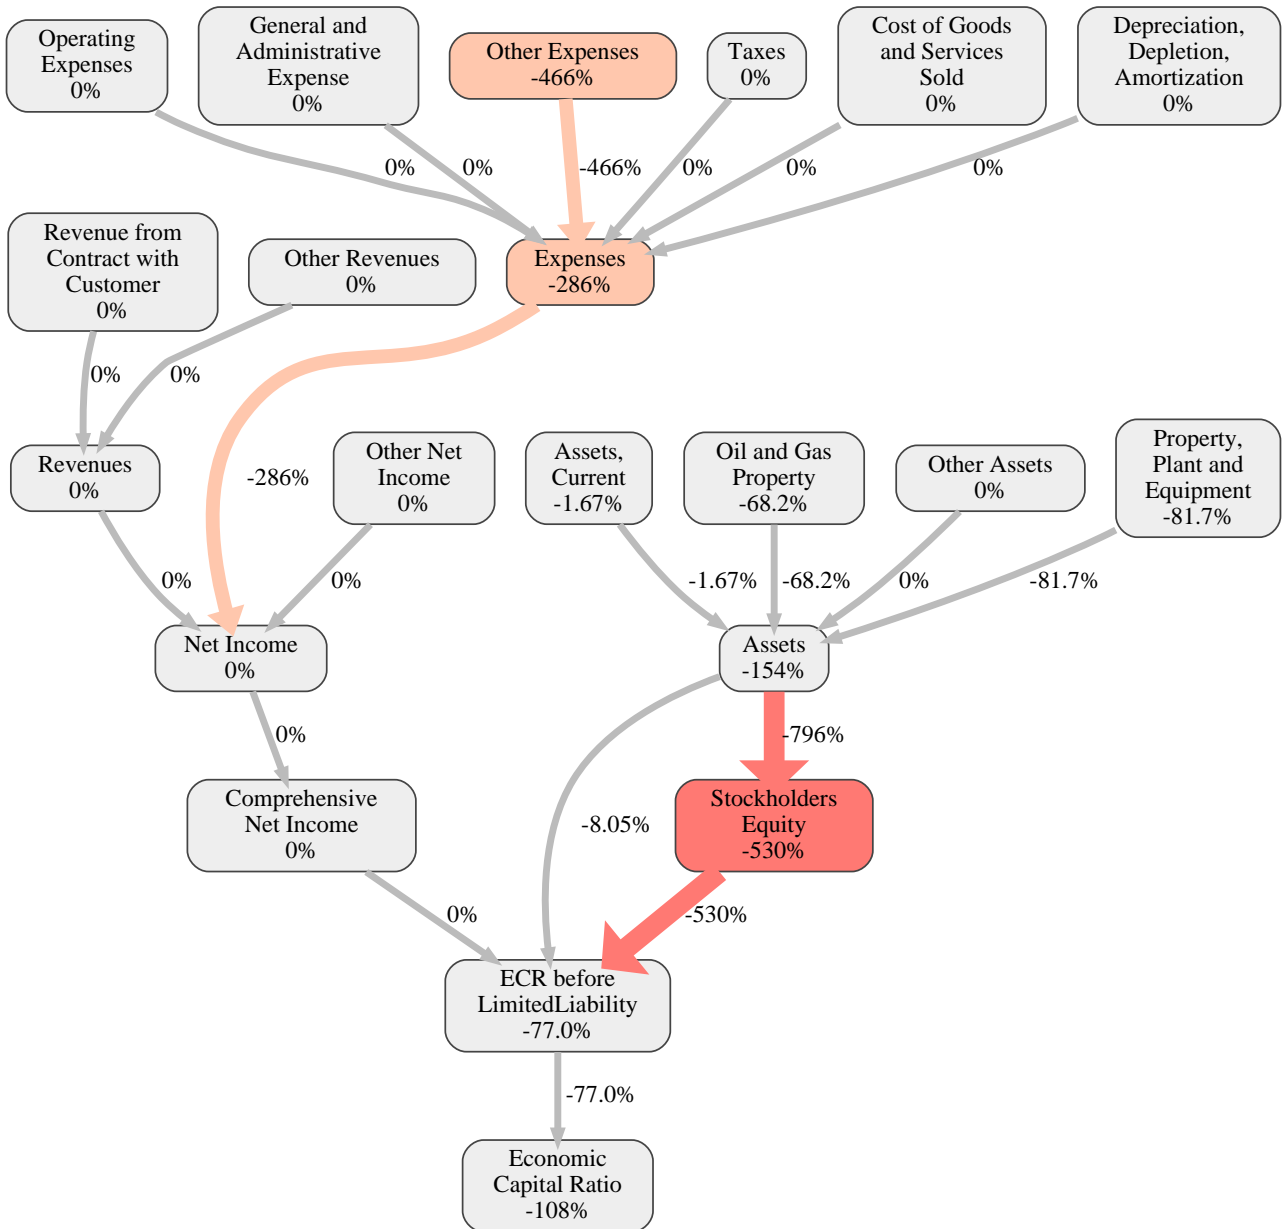 Operating
Expenses
0%
General and
Administrative
Expense
0%
Other Expenses
-466%
Taxes
0%
Cost of Goods
and Services
Sold
0%
Depreciation,
Depletion,
Amortization
0%
0%
0%
-466%
0%
0%
0%
Revenue from
Contract with
Customer
0%
Other Revenues
0%
Expenses
-286%
0%
0%
Revenues
0%
-286%
Other Net
Income
0%
Assets,
Current
-1.67%
Oil and Gas
Property
-68.2%
Other Assets
0%
Property,
Plant and
Equipment
-81.7%
0%
0%
-1.67%
-68.2%
0%
-81.7%
Net Income
0%
Assets
-154%
0%
-796%
Comprehensive
Net Income
0%
-8.05%
Stockholders
Equity
-530%
0%
-530%
ECR before
LimitedLiability
-77.0%
-77.0%
Economic
Capital Ratio
-108%